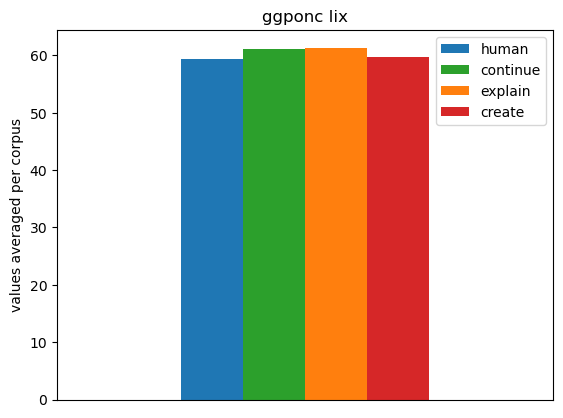 ggponc lix
values averaged per corpus
60
50
40
30
20
10
0
human
continue
explain
create